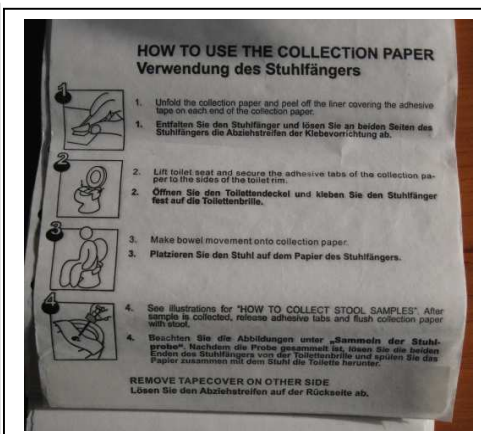 HOW TO USE THE COLLECTION PAPER
Verwendung des Stuhlfängers
1
1. Unfold the collection paper and peel off the liner covering the adhesive
tape on each end of the collection paper.
1. Entfalten Sie den Stuhlfänger und lösen Sie an beiden Seiten des
Stuhlfängers die Abziehstreifen der Klebevorrichtung ab.
2
2. Lift toilet seat and secure the adhesive tabs of the collection pa-
per to the sides of the toilet rim.
2. Öffnen Sie den Toilettendeckel und kleben Sie den Stuhlfänger
fest auf die Toilettenbrille.
3
3. Make bowel movement onto collection paper.
3. Platzieren Sie den Stuhl auf dem Papier des Stuhlfängers.
4
4. See illustrations for "HOW TO COLLECT STOOL SAMPLES". After
sample is collected, release adhesive tabs and flush collection paper
with stool.
4. Beachten Sie die Abbildungen unter „Sammeln der Stuhl-
probe". Nachdem die Probe gesammelt ist, lösen Sie die beiden
Enden des Stuhlfängers von der Toilettenbrille und spülen Sie das
Papier zusammen mit dem Stuhl die Toilette herunter.
REMOVE TAPECOVER ON OTHER SIDE
Lösen Sie den Abziehstreifen auf der Rückseite ab.